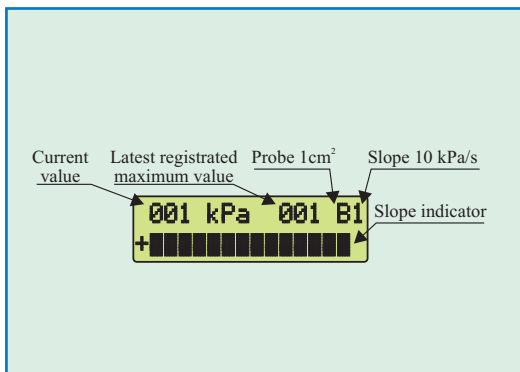 Current value
Latest registrated maximum value
Probe 1cm²
Slope 10 kPa/s
001 kPa 001 B1
Slope indicator
+